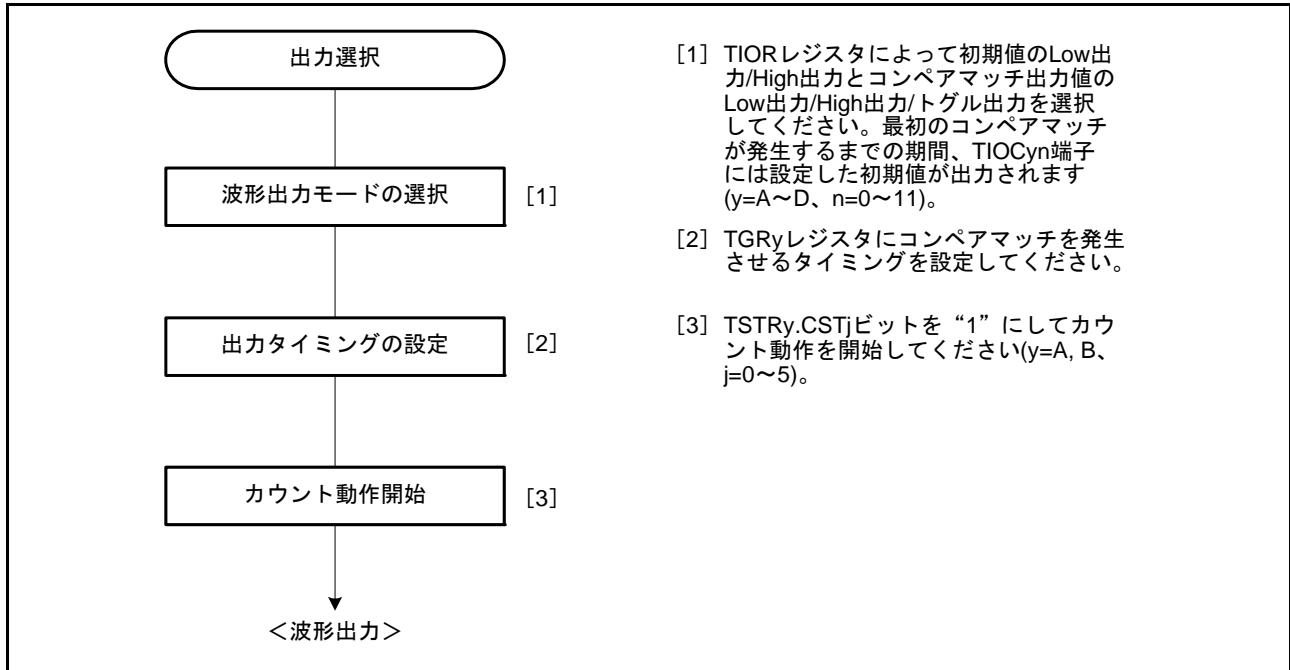 出力選択
波形出力モードの選択
[1]
出力タイミングの設定
[2]
カウント動作開始
[3]
＜波形出力＞
[1] TIORレジスタによって初期値のLow出
力/High出力とコンペアマッチ出力値の
Low出力/High出力/トグル出力を選択
してください。最初のコンペアマッチ
が発生するまでの期間、TIOCyn端子
には設定した初期値が出力されます
(y=A～D、n=0～11)。
[2] TGRyレジスタにコンペアマッチを発生
させるタイミングを設定してください。
[3] TSTRy.CSTjビットを“1”にしてカウ
ント動作を開始してください(y=A, B、
j=0～5)。